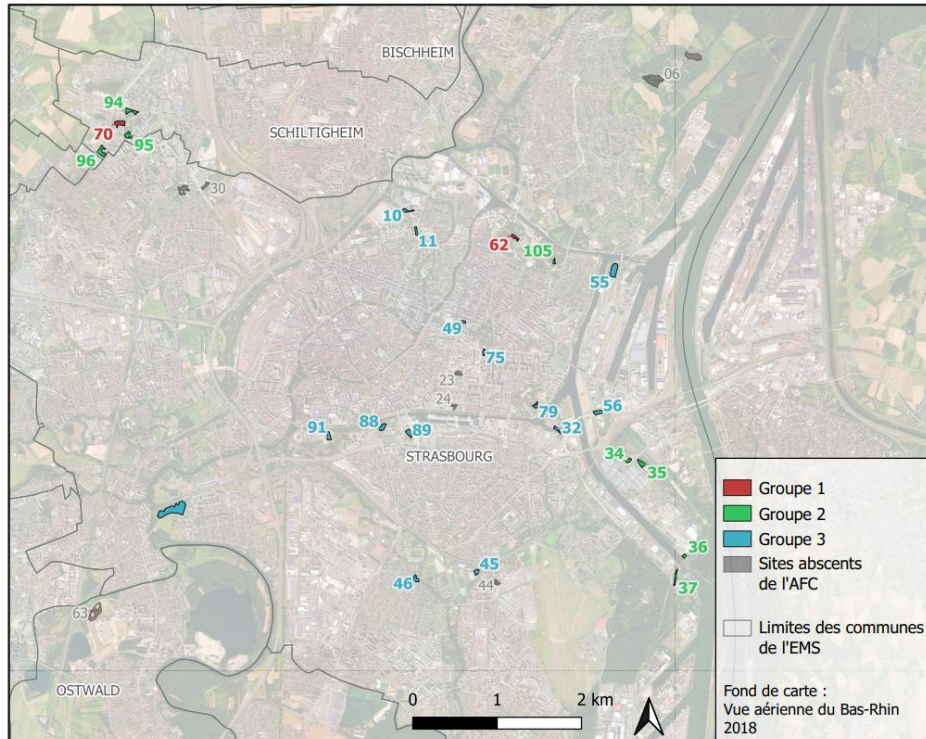 BISCHHEIM
06
94
SCHILTIGHEIM
70
95
96
30
10
11
62
105
55
49
75
23
24
79
56
91
88
89
32
STRASBOURG
34
35
36
45
46
44
37
63
OSTWALD
0 1 2 km
Groupe 1
Groupe 2
Groupe 3
Sites abscents
de l'AFC
Limites des communes
de l'EMS
Fond de carte :
Vue aérienne du Bas-Rhin
2018